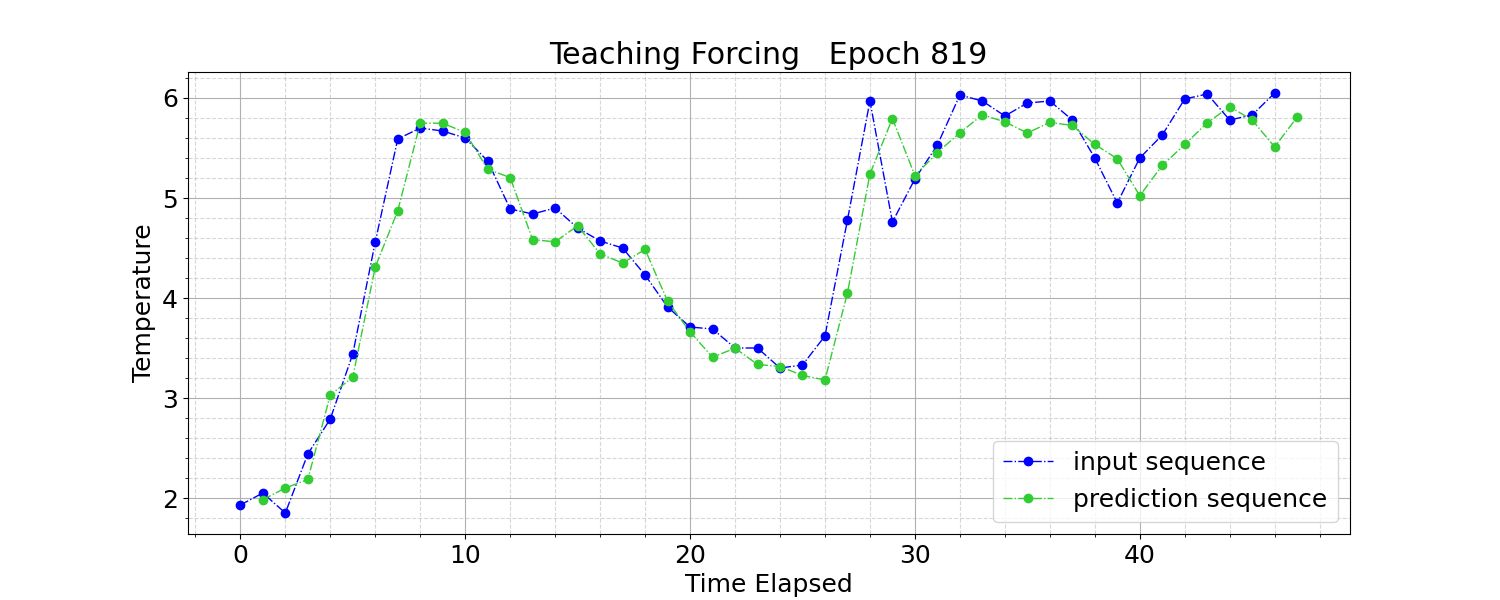 Teaching Forcing   Epoch 819
Temperature
6
5
4
3
2
input sequence
prediction sequence
0 10 20 30 40
Time Elapsed